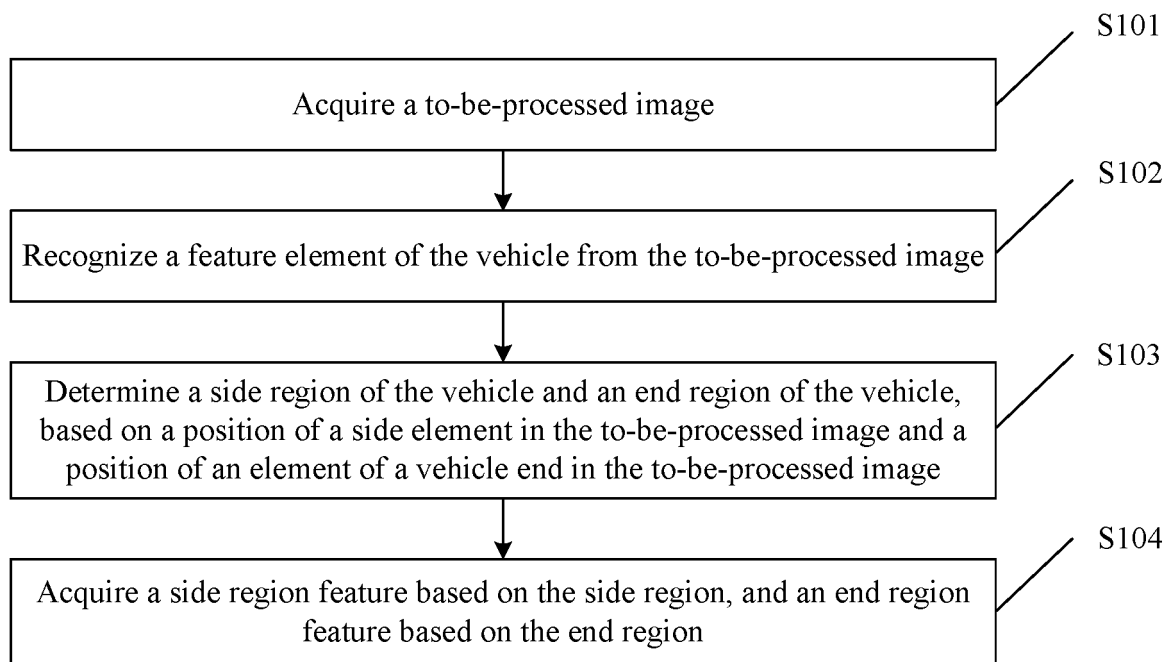 S101
Acquire a to-be-processed image
S102
Recognize a feature element of the vehicle from the to-be-processed image
S103
Determine a side region of the vehicle and an end region of the vehicle,
based on a position of a side element in the to-be-processed image and a
position of an element of a vehicle end in the to-be-processed image
S104
Acquire a side region feature based on the side region, and an end region
feature based on the end region